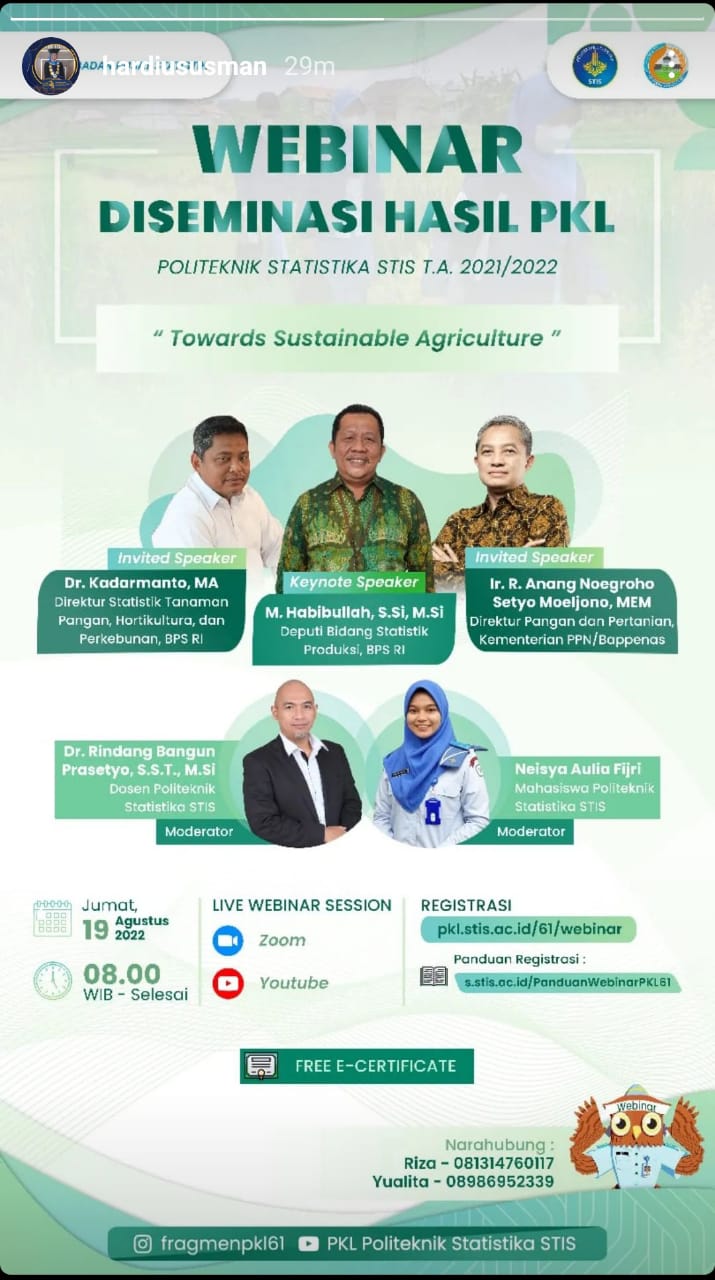 hardiususman 29m
STIS
WEBINAR
DISEMINASI HASIL PKL
POLITEKNIK STATISTIKA STIS T.A. 2021/2022
“ Towards Sustainable Agriculture ”
Invited Speaker
Dr. Kadarmanto, MA
Direktur Statistik Tanaman
Pangan, Hortikultura, dan
Perkebunan, BPS RI
Keynote Speaker
M. Habibullah, S.Si, M.Si
Deputi Bidang Statistik
Produksi, BPS RI
Invited Speaker
Ir. R. Anang Noegroho
Setyo Moeljono, MEM
Direktur Pangan dan Pertanian,
Kementerian PPN/Bappenas
Dr. Rindang Bangun
Prasetyo, S.S.T., M.Si
Dosen Politeknik
Statistika STIS
Moderator
Neisya Aulia Fijri
Mahasiswa Politeknik
Statistika STIS
Moderator
Jumat,
19 Agustus
2022
08.00
WIB - Selesai
LIVE WEBINAR SESSION
Zoom
Youtube
REGISTRASI
pkl.stis.ac.id/61/webinar
Panduan Registrasi :
s.stis.ac.id/PanduanWebinarPKL61
FREE E-CERTIFICATE
Webinar
Narahubung :
Riza - 081314760117
Yualita - 08986952339
fragmenpkl61 PKL Politeknik Statistika STIS